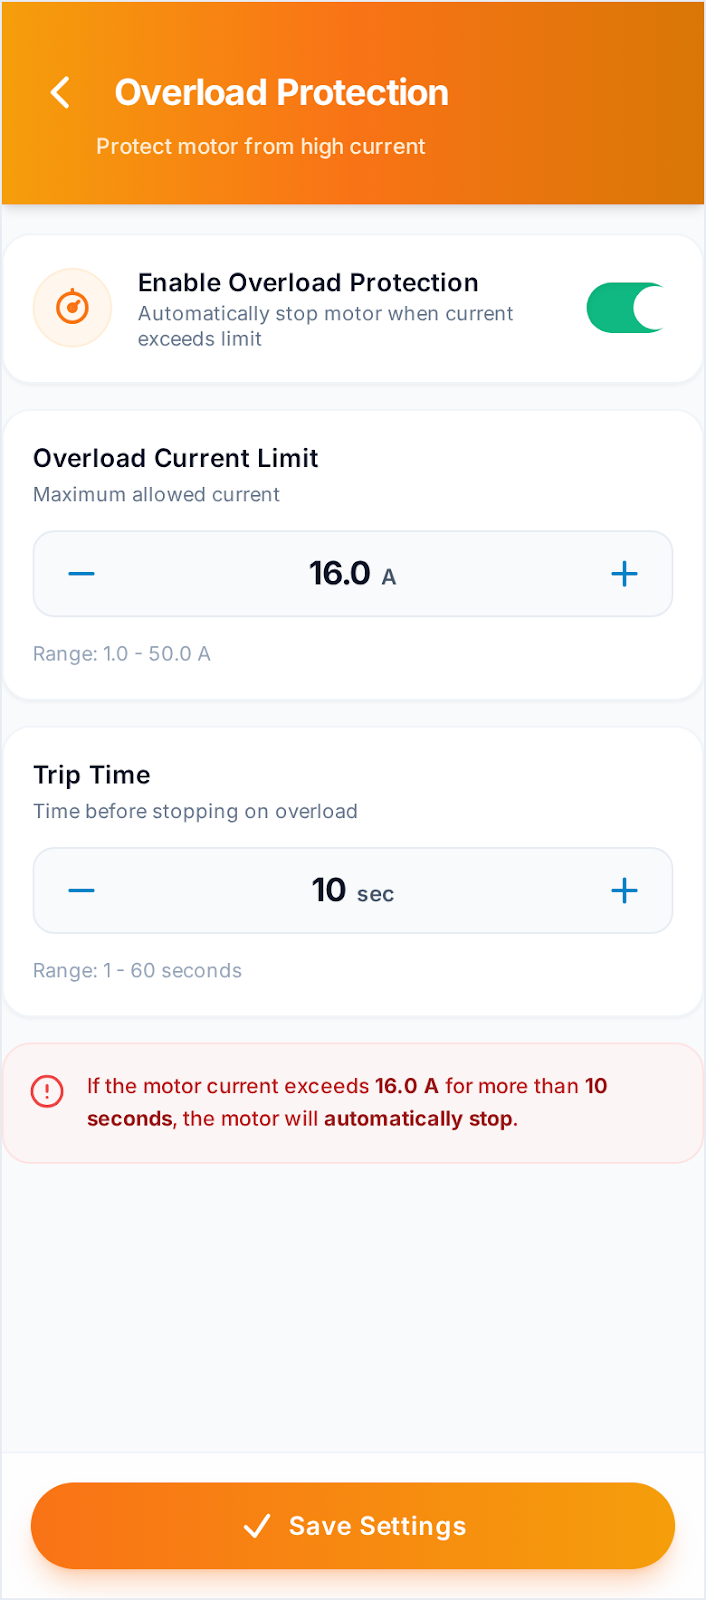 Overload Protection
Protect motor from high current
Enable Overload Protection
Automatically stop motor when current
exceeds limit
Overload Current Limit
Maximum allowed current
16.0 A
Range: 1.0 - 50.0 A
Trip Time
Time before stopping on overload
10 sec
Range: 1 - 60 seconds
If the motor current exceeds 16.0 A for more than 10
seconds, the motor will automatically stop.
Save Settings